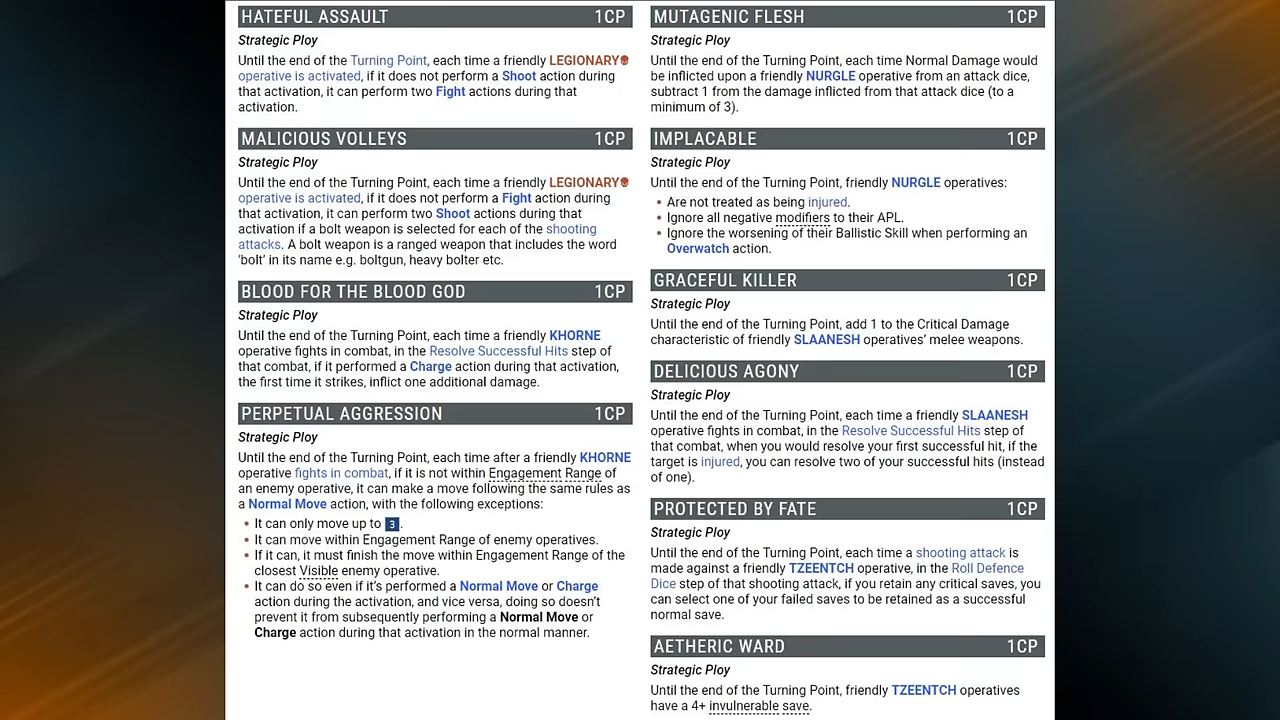 HATEFUL ASSAULT 1CP
Strategic Ploy
Until the end of the Turning Point, each time a friendly LEGIONARY
operative is activated, if it does not perform a Shoot action during
that activation, it can perform two Fight actions during that
activation.
MALICIOUS VOLLEYS 1CP
Strategic Ploy
Until the end of the Turning Point, each time a friendly LEGIONARY
operative is activated, if it does not perform a Fight action during
that activation, it can perform two Shoot actions during that
activation if a bolt weapon is selected for each of the shooting
attacks. A bolt weapon is a ranged weapon that includes the word
'bolt' in its name e.g. boltgun, heavy bolter etc.
BLOOD FOR THE BLOOD GOD 1CP
Strategic Ploy
Until the end of the Turning Point, each time a friendly KHORNE
operative fights in combat, in the Resolve Successful Hits step of
that combat, if it performed a Charge action during that activation,
the first time it strikes, inflict one additional damage.
PERPETUAL AGGRESSION 1CP
Strategic Ploy
Until the end of the Turning Point, each time after a friendly KHORNE
operative fights in combat, if it is not within Engagement Range of
an enemy operative, it can make a move following the same rules as
a Normal Move action, with the following exceptions:
• It can only move up to 3.
• It can move within Engagement Range of enemy operatives.
• If it can, it must finish the move within Engagement Range of the
closest Visible enemy operative.
• It can do so even if it's performed a Normal Move or Charge
action during the activation, and vice versa, doing so doesn't
prevent it from subsequently performing a Normal Move or
Charge action during that activation in the normal manner.
MUTAGENIC FLESH 1CP
Strategic Ploy
Until the end of the Turning Point, each time Normal Damage would
be inflicted upon a friendly NURGLE operative from an attack dice,
subtract 1 from the damage inflicted from that attack dice (to a
minimum of 3).
IMPLACABLE 1CP
Strategic Ploy
Until the end of the Turning Point, friendly NURGLE operatives:
• Are not treated as being injured.
• Ignore all negative modifiers to their APL.
• Ignore the worsening of their Ballistic Skill when performing an
Overwatch action.
GRACEFUL KILLER 1CP
Strategic Ploy
Until the end of the Turning Point, add 1 to the Critical Damage
characteristic of friendly SLAANESH operatives' melee weapons.
DELICIOUS AGONY 1CP
Strategic Ploy
Until the end of the Turning Point, each time a friendly SLAANESH
operative fights in combat, in the Resolve Successful Hits step of
that combat, when you would resolve your first successful hit, if the
target is injured, you can resolve two of your successful hits (instead
of one).
PROTECTED BY FATE 1CP
Strategic Ploy
Until the end of the Turning Point, each time a shooting attack is
made against a friendly TZEENTCH operative, in the Roll Defence
Dice step of that shooting attack, if you retain any critical saves, you
can select one of your failed saves to be retained as a successful
normal save.
AETHERIC WARD 1CP
Strategic Ploy
Until the end of the Turning Point, friendly TZEENTCH operatives
have a 4+ invulnerable save.